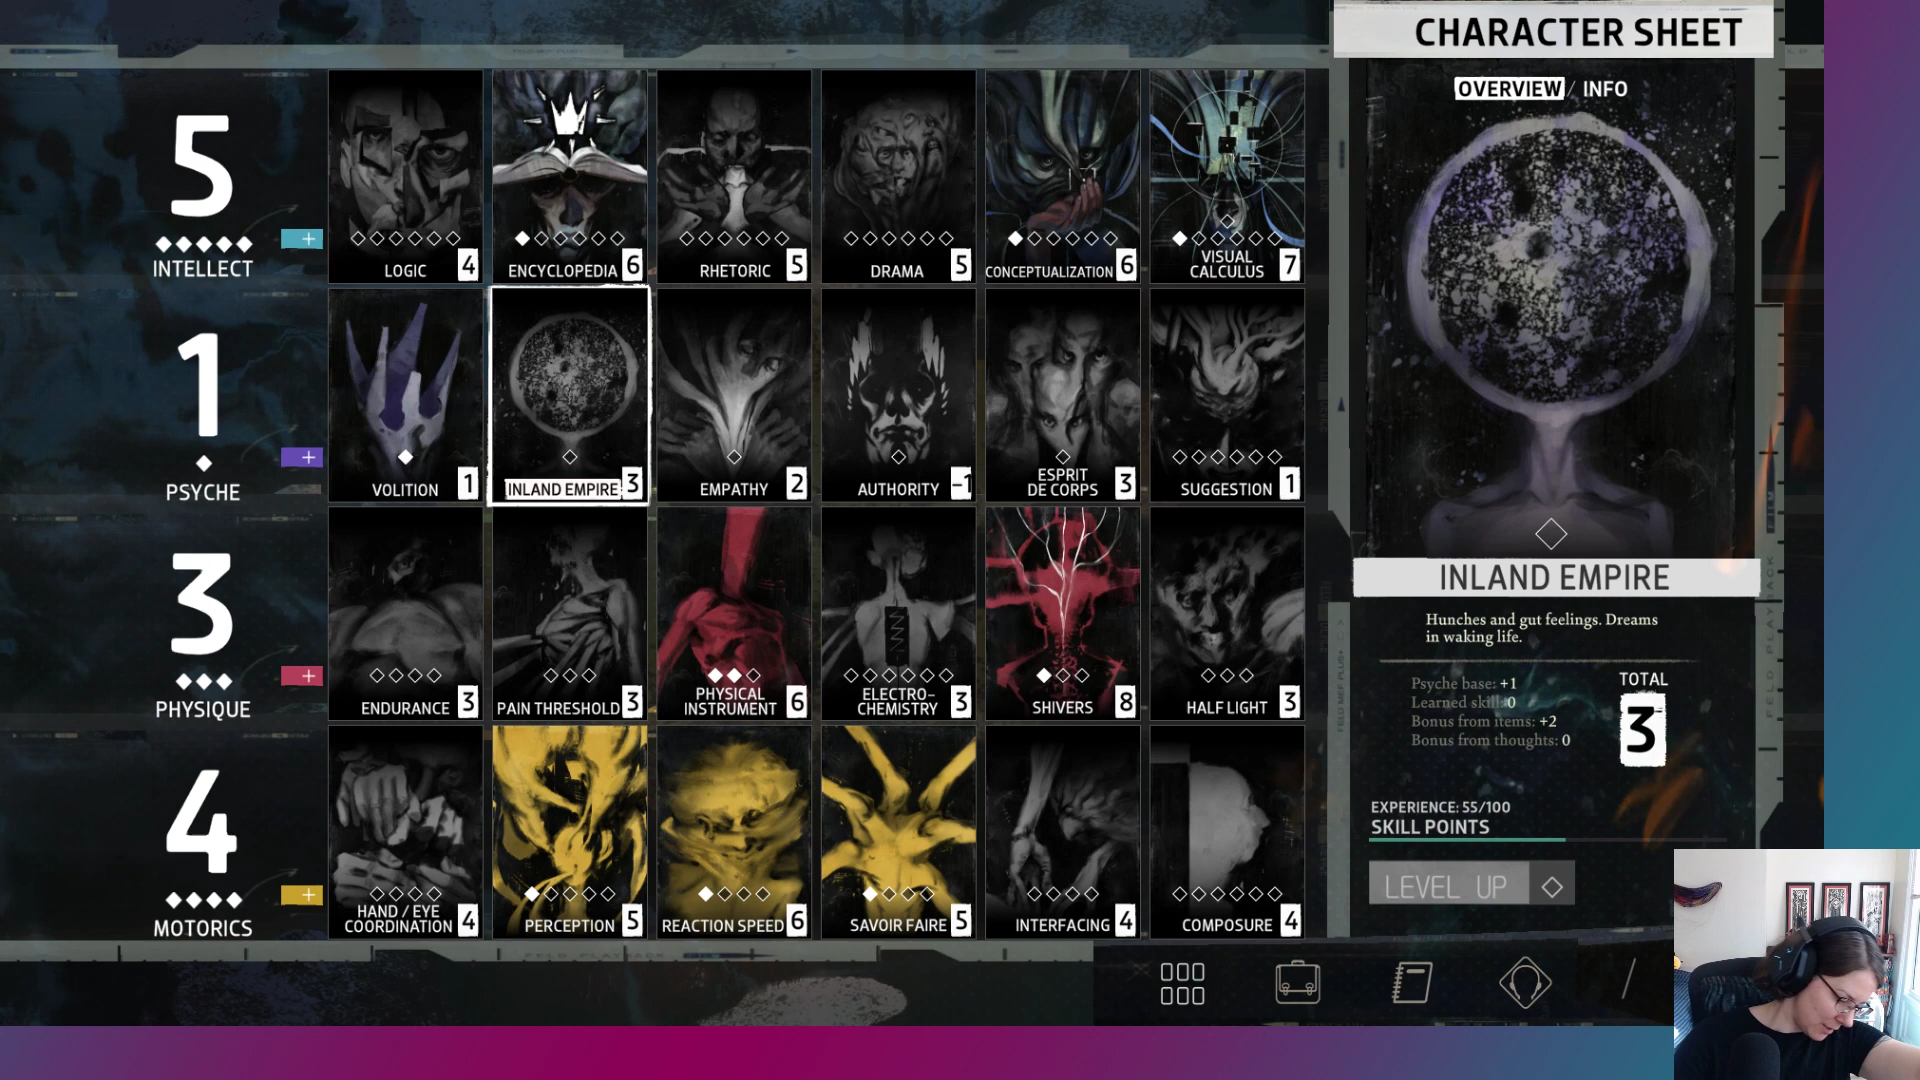 CHARACTER SHEET
OVERVIEW / INFO
5
INTELLECT
+
LOGIC 4
ENCYCLOPEDIA 6
RHETORIC 5
DRAMA 5
CONCEPTUALIZATION 6
VISUAL
CALCULUS 7
1
PSYCHE
+
VOLITION 1
INLAND EMPIRE 3
EMPATHY 2
AUTHORITY -1
ESPRIT
DE CORPS 3
SUGGESTION 1
3
PHYSIQUE
+
ENDURANCE 3
PAIN THRESHOLD 3
PHYSICAL
INSTRUMENT 6
ELECTRO-
CHEMISTRY 3
SHIVERS 8
HALF LIGHT 3
4
MOTORICS
+
HAND / EYE
COORDINATION 4
PERCEPTION 5
REACTION SPEED 6
SAVOIR FAIRE 5
INTERFACING 4
COMPOSURE 4
INLAND EMPIRE
Hunches and gut feelings. Dreams
in waking life.
Psyche base: +1
Learned skill: 0
Bonus from items: +2
Bonus from thoughts: 0
TOTAL
3
EXPERIENCE: 55/100
SKILL POINTS
LEVEL UP